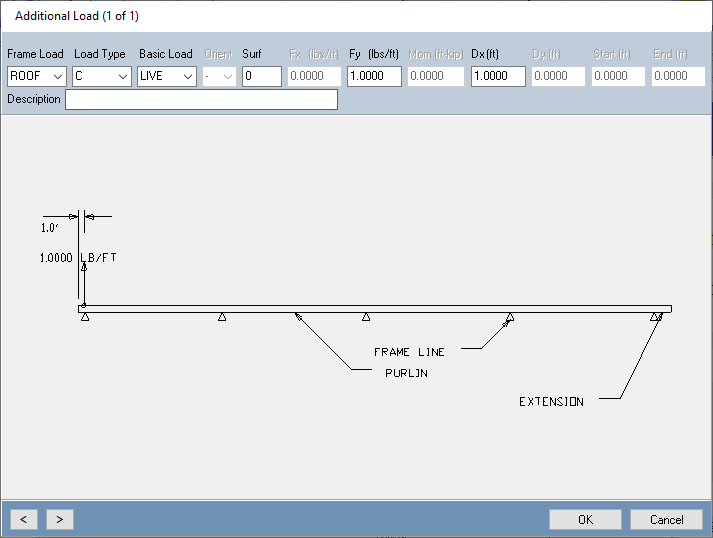 Additional Load (1 of 1)
Frame Load Load Type Basic Load Orient Surf Fx (lbs/ft) Fy (lbs/ft) Mom (ft-kip) Dx(ft) Dy (ft) Start (ft) End (ft)
ROOF C LIVE - 0 0.0000 1.0000 0.0000 1.0000 0.0000 0.0000 0.0000
Description
1.0'
1.0000 LB/FT
FRAME LINE
PURLIN
EXTENSION
< > OK Cancel